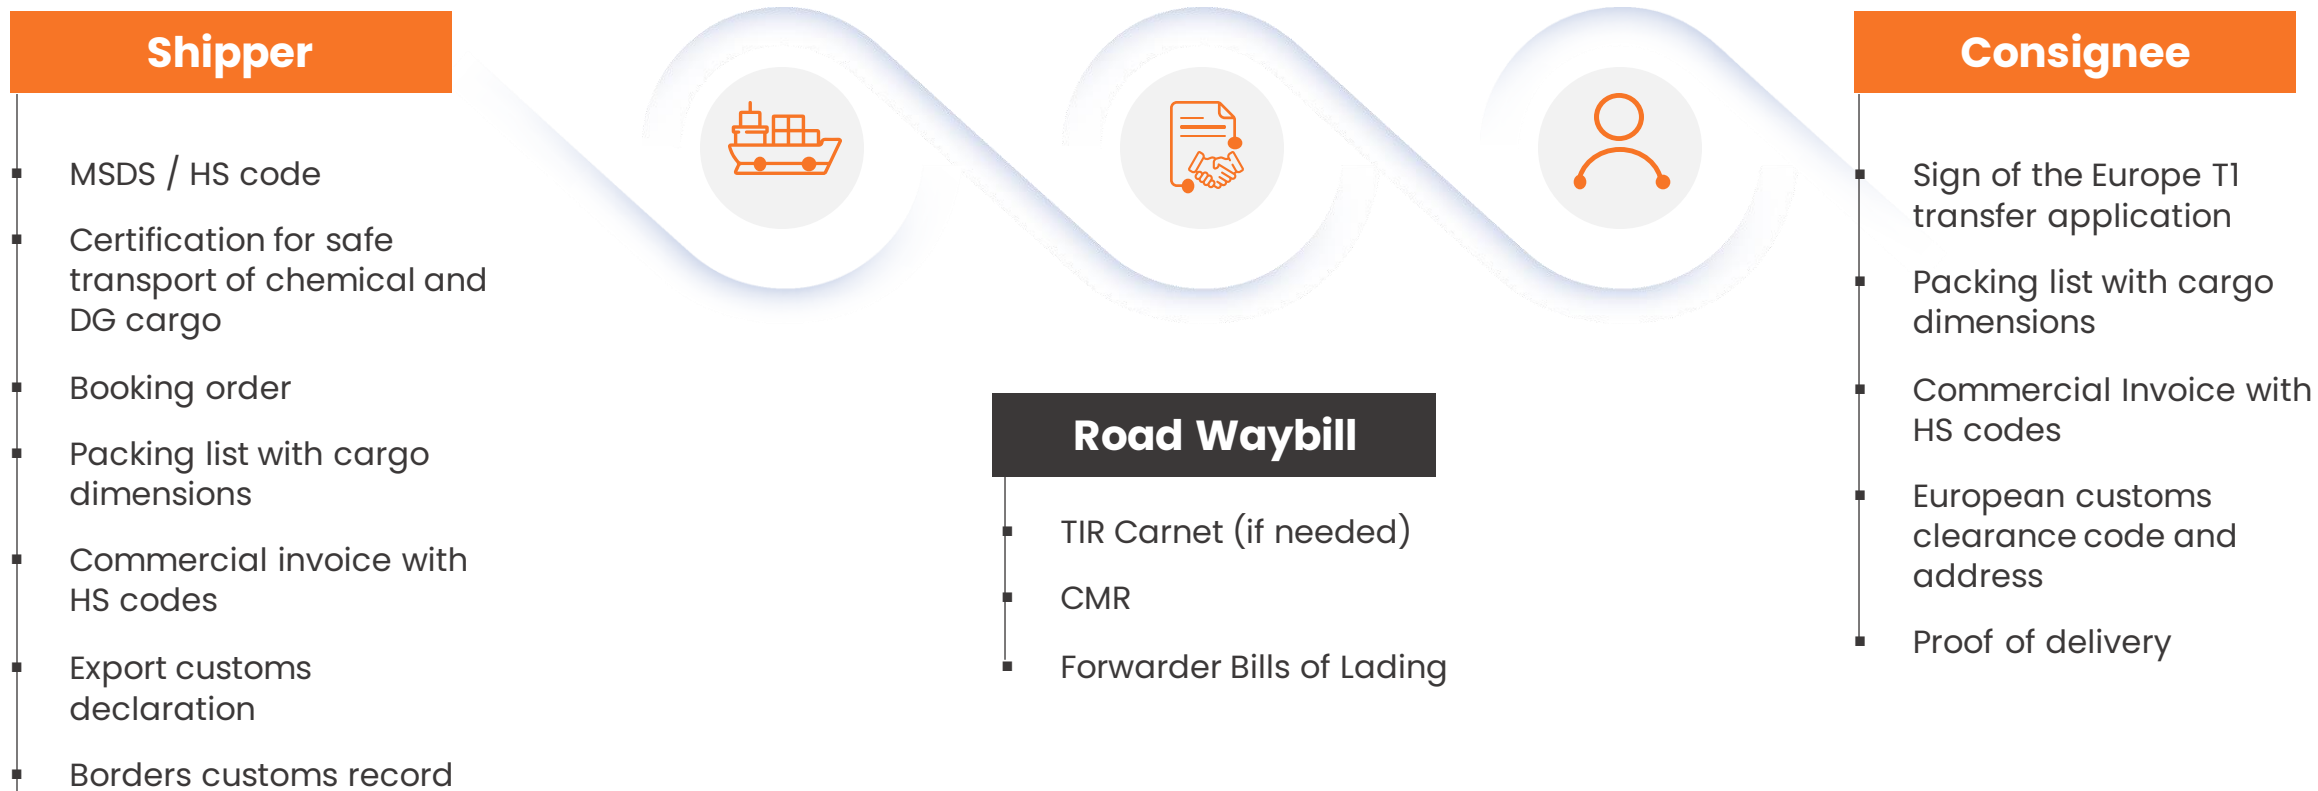 Shipper
MSDS / HS code
Certification for safe
transport of chemical and
DG cargo
Booking order
Packing list with cargo
dimensions
Commercial invoice with
HS codes
Export customs
declaration
Borders customs record
Road Waybill
TIR Carnet (if needed)
CMR
Forwarder Bills of Lading
Consignee
Sign of the Europe T1
transfer application
Packing list with cargo
dimensions
Commercial Invoice with
HS codes
European customs
clearance code and
address
Proof of delivery